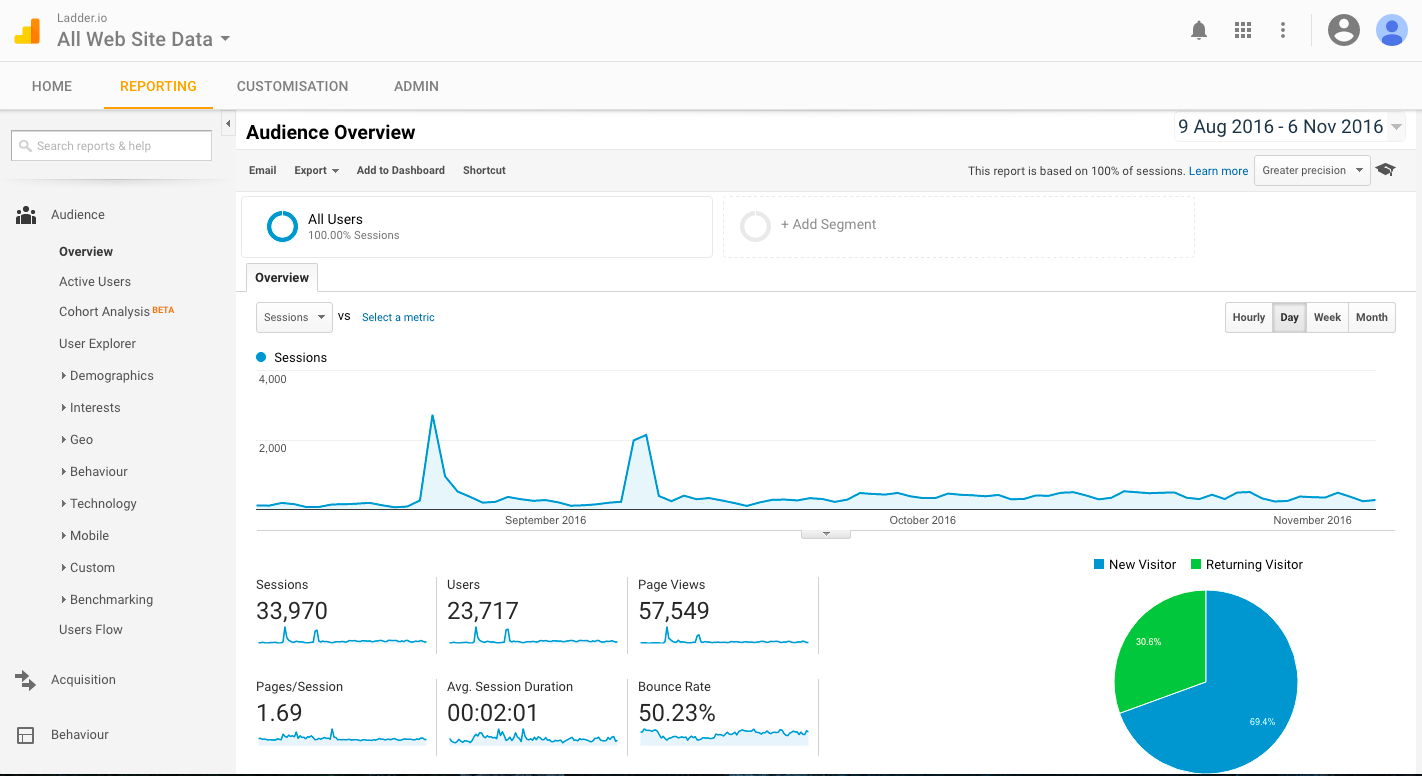 Ladder.io
All Web Site Data
HOME REPORTING CUSTOMISATION ADMIN
Search reports & help
Audience
Overview
Active Users
Cohort Analysis BETA
User Explorer
Demographics
Interests
Geo
Behaviour
Technology
Mobile
Custom
Benchmarking
Users Flow
Acquisition
Behaviour
Audience Overview
9 Aug 2016 - 6 Nov 2016
Email Export Add to Dashboard Shortcut
This report is based on 100% of sessions. Learn more Greater precision
All Users
100.00% Sessions
+ Add Segment
Overview
Sessions vs Select a metric
Hourly Day Week Month
Sessions
4,000
2,000
September 2016 October 2016 November 2016
Sessions
33,970
Users
23,717
Page Views
57,549
Pages/Session
1.69
Avg. Session Duration
00:02:01
Bounce Rate
50.23%
New Visitor Returning Visitor
30.6%
69.4%